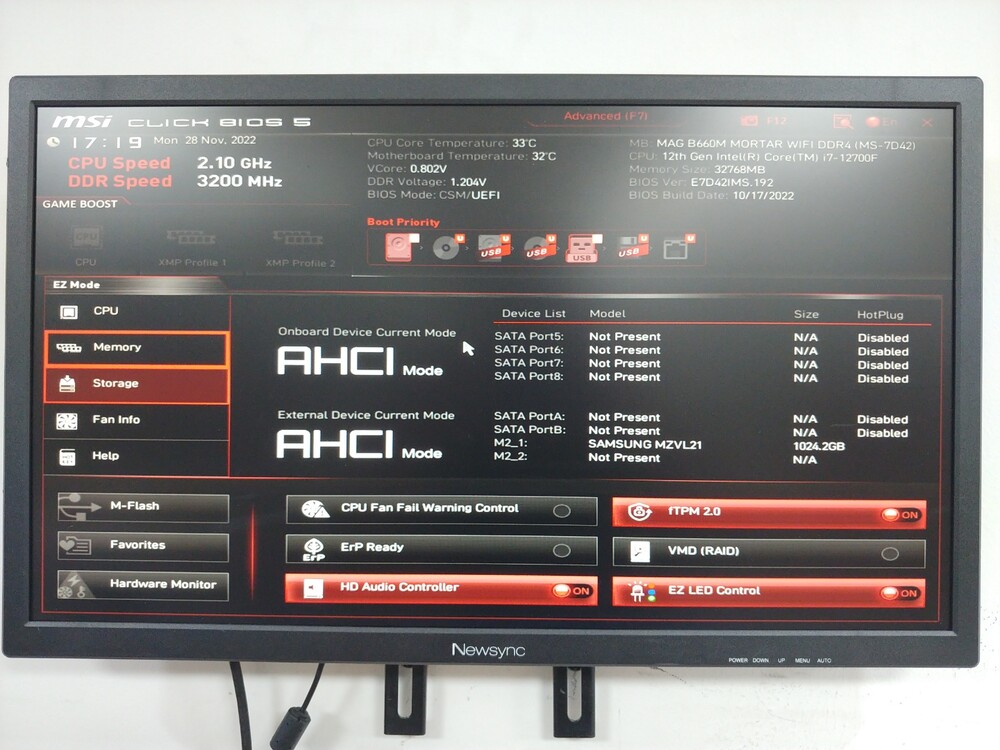 msi CLICK BIOS 5
Advanced (F7)
F12
En
X
17:19 Mon 28 Nov, 2022
CPU Speed 2.10 GHz
DDR Speed 3200 MHz
CPU Core Temperature: 33°C
Motherboard Temperature: 32°C
VCore: 0.802V
DDR Voltage: 1.204V
BIOS Mode: CSM/UEFI
MB: MAG B660M MORTAR WIFI DDR4 (MS-7D42)
CPU: 12th Gen Intel(R) Core(TM) i7-12700F
Memory Size: 32768MB
BIOS Ver: E7D42IMS.192
BIOS Build Date: 10/17/2022
GAME BOOST
CPU
CPU
XMP Profile 1
XMP Profile 2
Boot Priority
U
USB U
USB U
USB
USB U
U
EZ Mode
CPU
Memory
Storage
Fan Info
Help
Onboard Device Current Mode
AHCI Mode
External Device Current Mode
AHCI Mode
Device List Model Size HotPlug
SATA Port5: Not Present N/A Disabled
SATA Port6: Not Present N/A Disabled
SATA Port7: Not Present N/A Disabled
SATA Port8: Not Present N/A Disabled
SATA PortA: Not Present N/A Disabled
SATA PortB: Not Present N/A Disabled
M2_1: SAMSUNG MZVL21 1024.2GB
M2_2: Not Present N/A
M-Flash
Favorites
Hardware Monitor
CPU Fan Fail Warning Control
ErP
ErP Ready
HD Audio Controller ON
fTPM 2.0 ON
VMD (RAID)
EZ LED Control ON
Newsync
POWER DOWN UP MENU AUTO